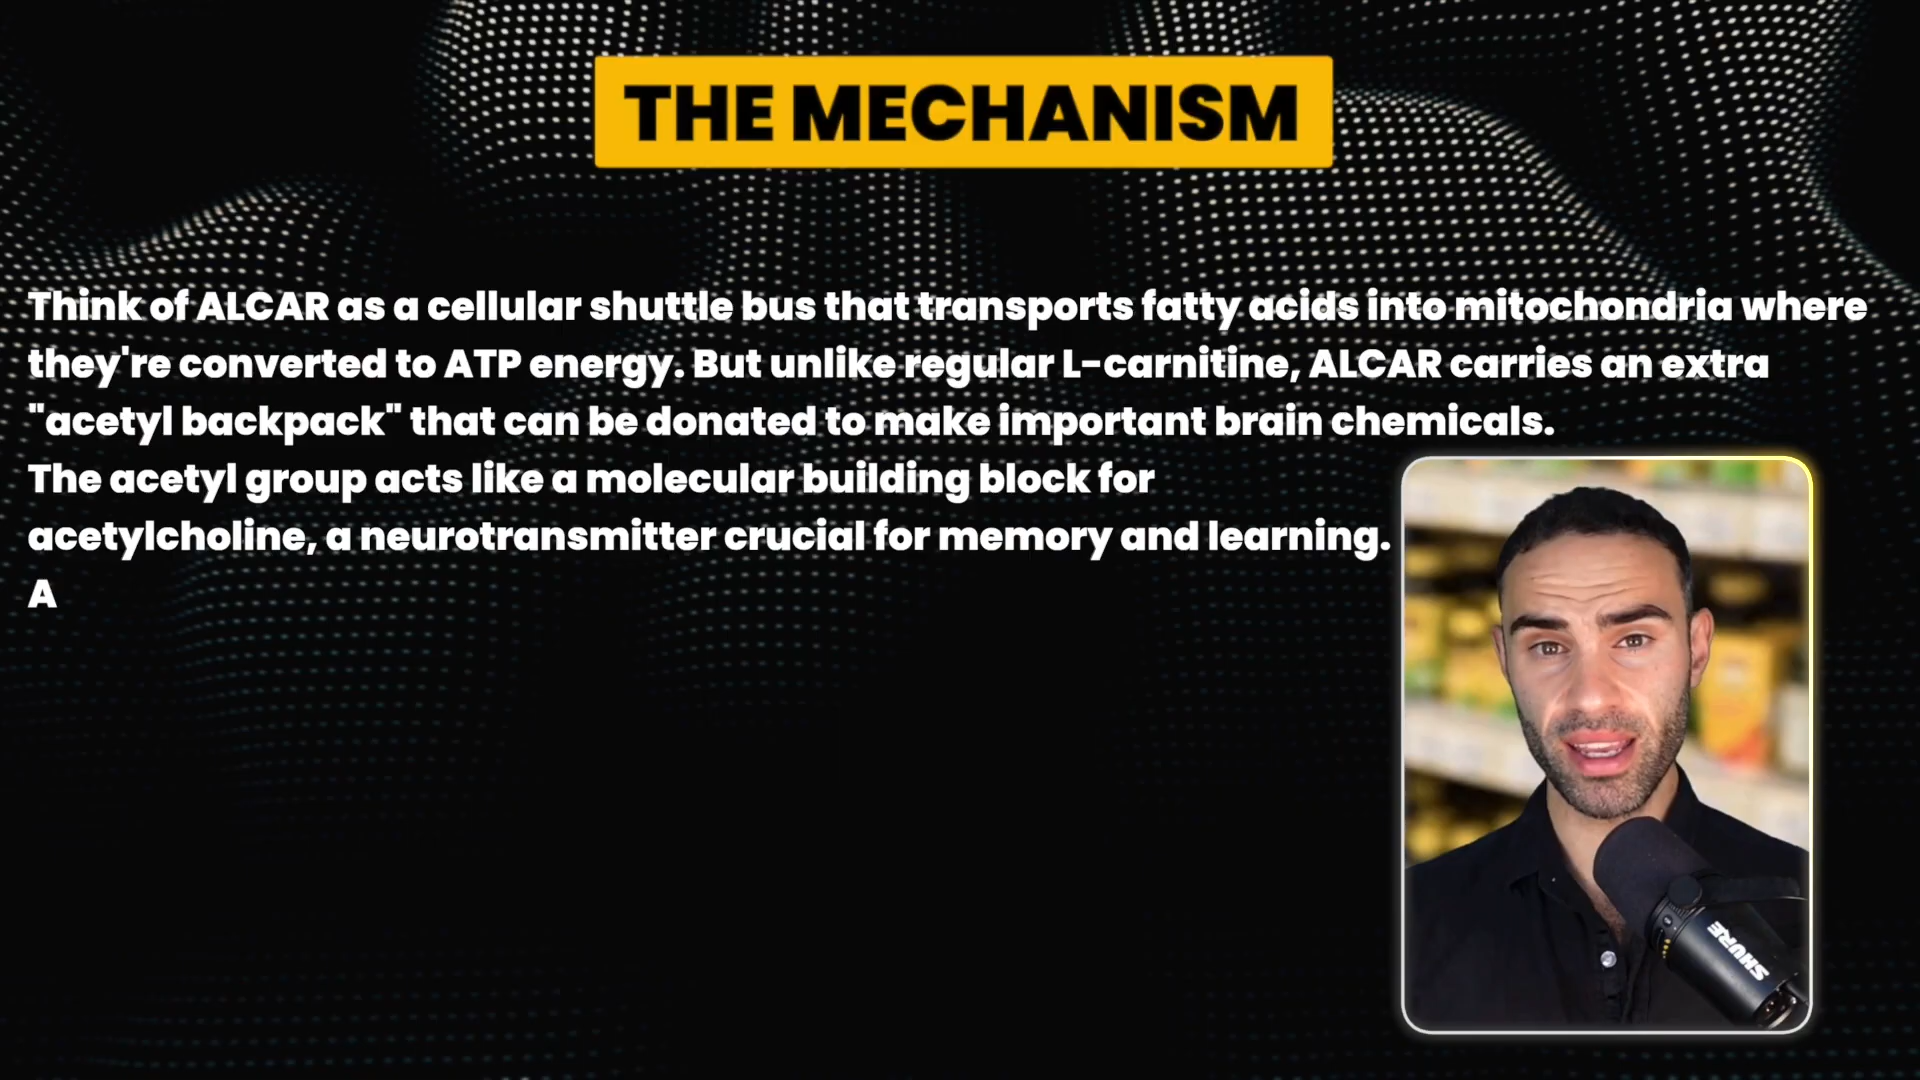 THE MECHANISM
Think of ALCAR as a cellular shuttle bus that transports fatty acids into mitochondria where
they're converted to ATP energy. But unlike regular L-carnitine, ALCAR carries an extra
"acetyl backpack" that can be donated to make important brain chemicals.
The acetyl group acts like a molecular building block for
acetylcholine, a neurotransmitter crucial for memory and learning.
A
SHURE